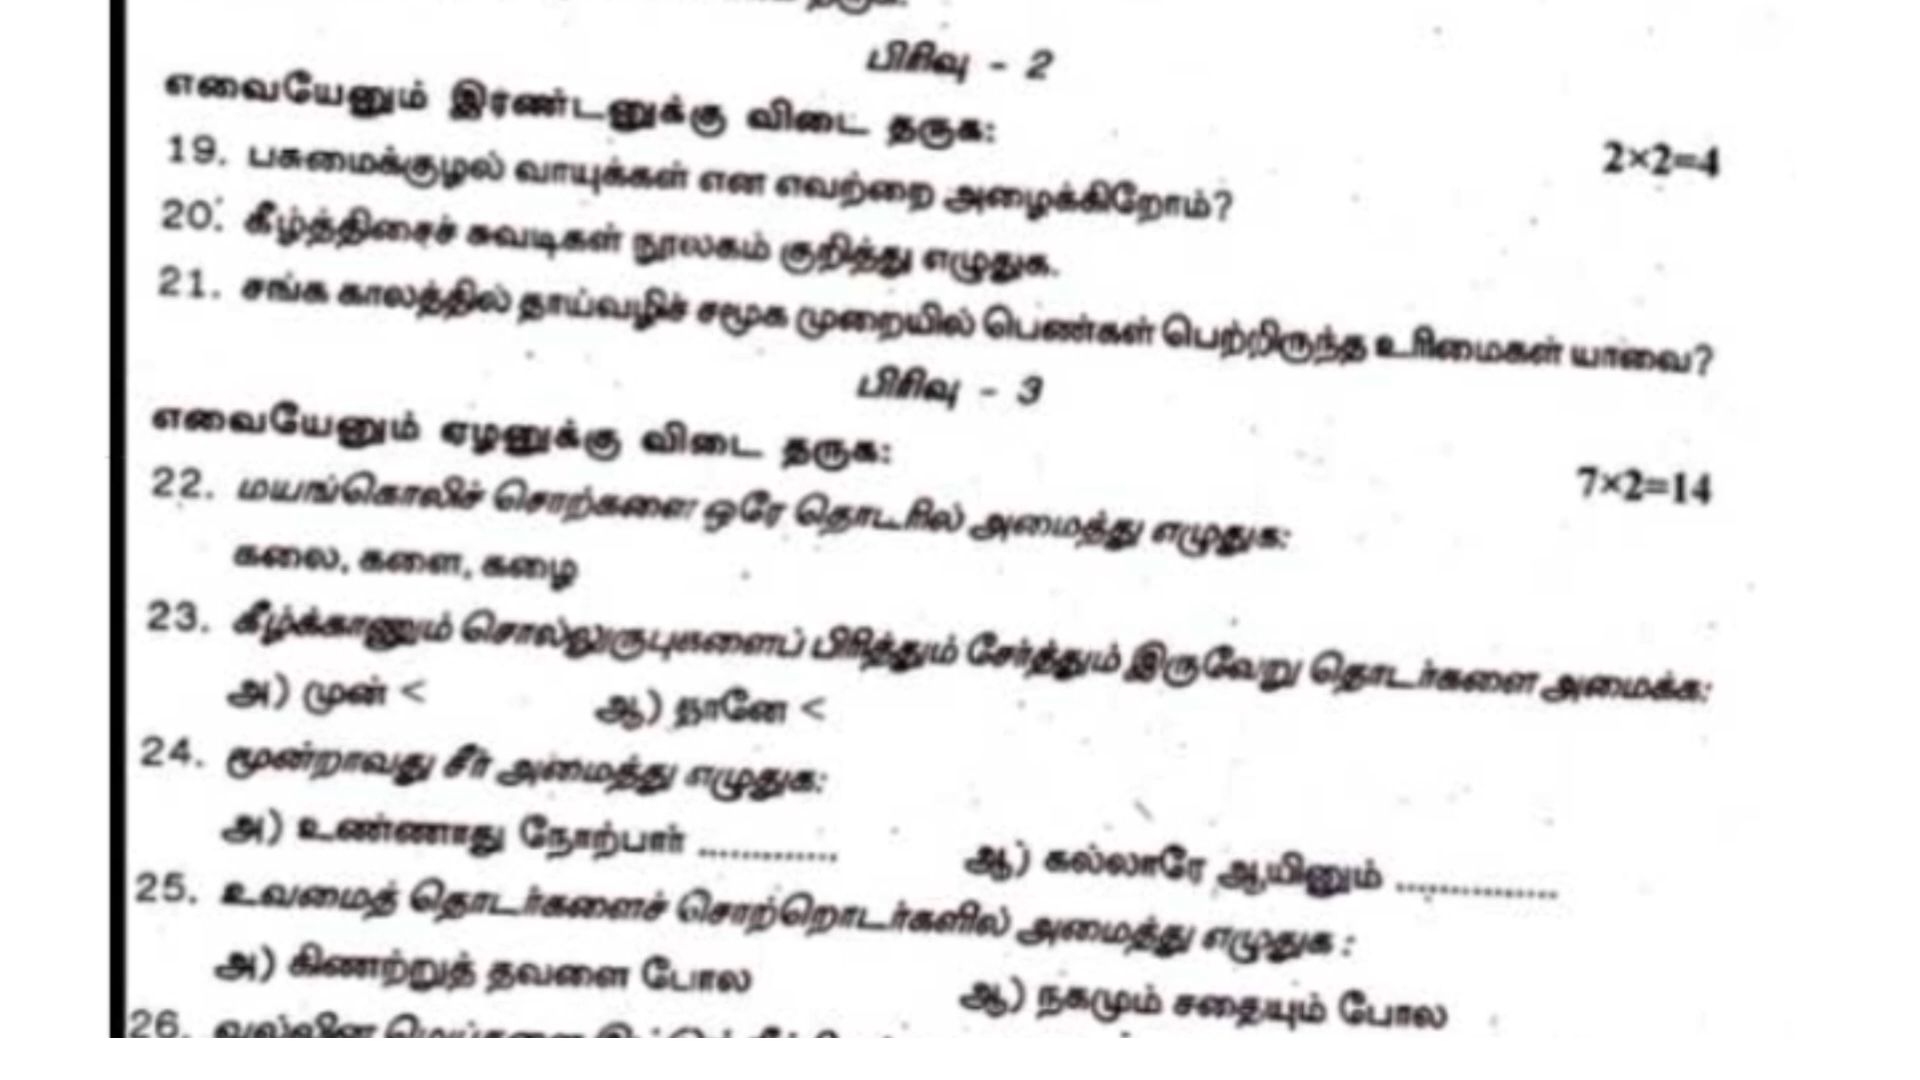 பிரிவு - 2
எவையேனும் இரண்டனுக்கு விடை தருக:
2×2=4
19. பசுமைக்குழல் வாயுக்கள் என எவற்றை அழைக்கிறோம்?
20. கீழ்த்திசைச் சுவடிகள் நூலகம் குறித்து எழுதுக.
21. சங்க காலத்தில் தாய்வழிச் சமூக முறையில் பெண்கள் பெற்றிருந்த உரிமைகள் யாவை?
பிரிவு - 3
எவையேனும் ஏழனுக்கு விடை தருக:
7×2=14
22. மயங்கொலிச் சொற்களை ஒரே தொடரில் அமைத்து எழுதுக:
கலை, களை, கழை
23. கீழ்க்காணும் சொல்லுருபுகளைப் பிரித்தும் சேர்த்தும் இருவேறு தொடர்களை அமைக்க:
அ) முன் < ஆ) தானே <
24. மூன்றாவது சீர் அமைத்து எழுதுக:
அ) உண்ணாது நோற்பார் ............. ஆ) கல்லாரே ஆயினும் ...............
25. உவமைத் தொடர்களைச் சொற்றொடர்களில் அமைத்து எழுதுக :
அ) கிணற்றுத் தவளை போல ஆ) நகமும் சதையும் போல
26. வல்லின மெய்களை